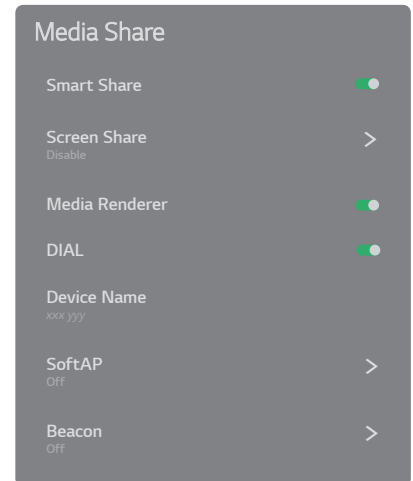 Media Share
Smart Share
Screen Share
Disable
Media Renderer
DIAL
Device Name
xxx yyy
SoftAP
Off
Beacon
Off